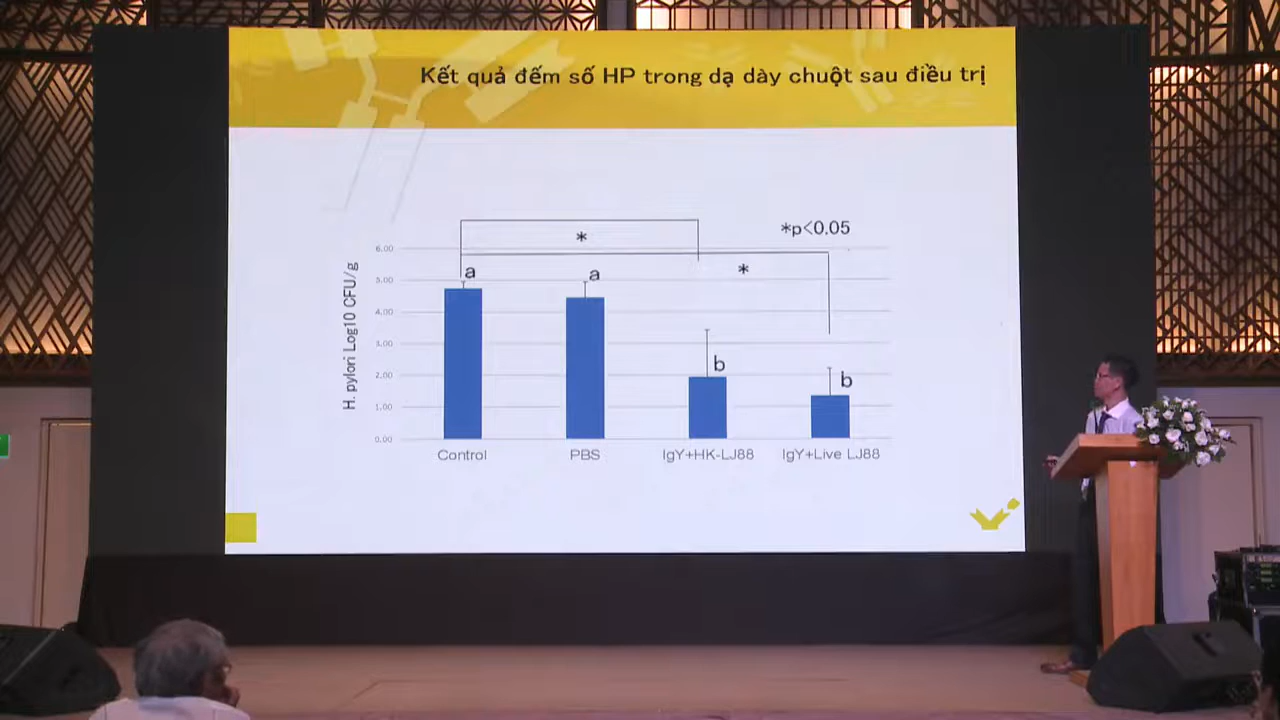 Kết quả đếm số HP trong dạ dày chuột sau điều trị
*p<0.05
*
*
H. pylori Log10 CFU/g
6.00
5.00
4.00
3.00
2.00
1.00
0.00
a
a
b
b
Control
PBS
IgY+HK-LJ88
IgY+Live LJ88